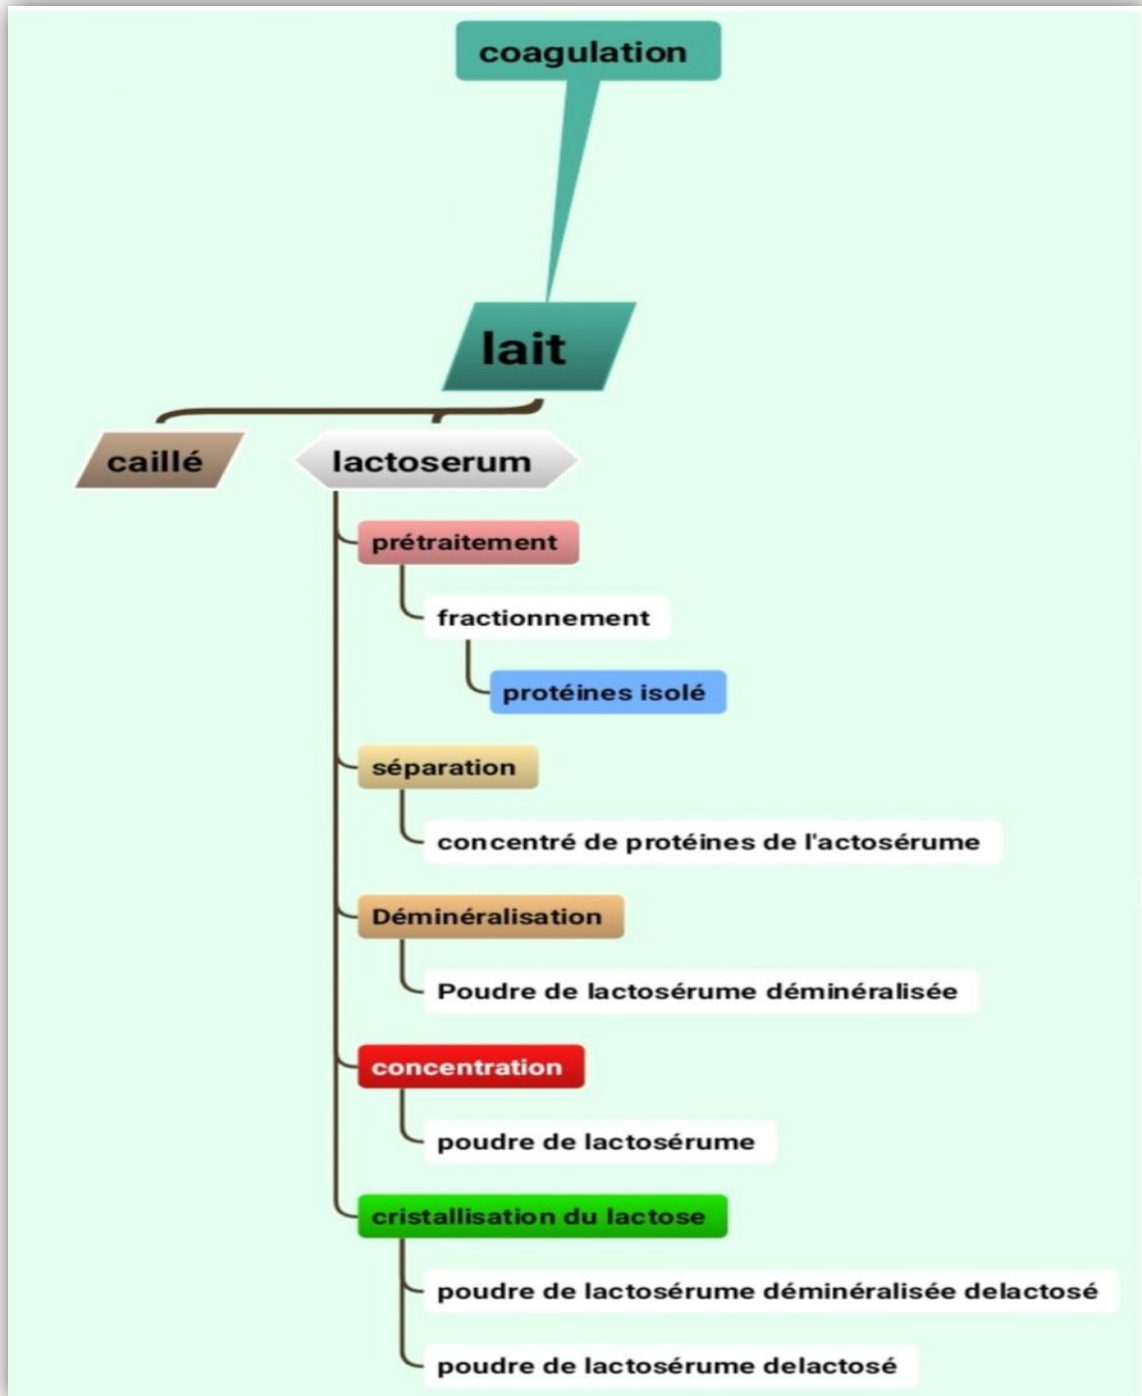 coagulation
lait
caillé
lactoserum
prétraitement
fractionnement
protéines isolé
séparation
concentré de protéines de l'actosérume
Déminéralisation
Poudre de lactosérume déminéralisée
concentration
poudre de lactosérume
cristallisation du lactose
poudre de lactosérume déminéralisée delactosé
poudre de lactosérume delactosé